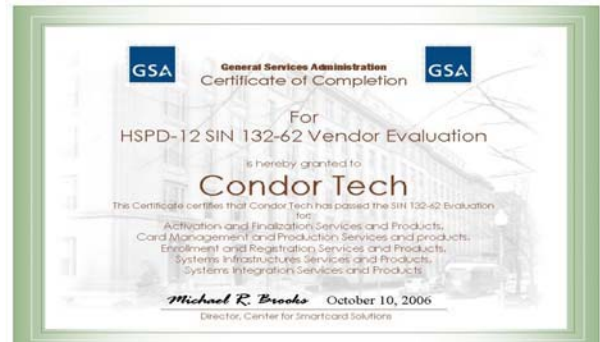 GSA
General Services Administration
GSA
Certificate of Completion
For
HSPD-12 SIN 132-62 Vendor Evaluation
is hereby granted to
Condor Tech
This Certificate certifies that Condor Tech has passed the SIN 132-62 Evaluation
for:
Activation and Finalization Services and Products,
Card Management and Production Services and products,
Enrollment and Registration Services and Products,
Systems Infrastructures Services and Products,
Systems Integration Services and Products
Michael R. Brooks October 10, 2006
Director, Center for Smartcard Solutions